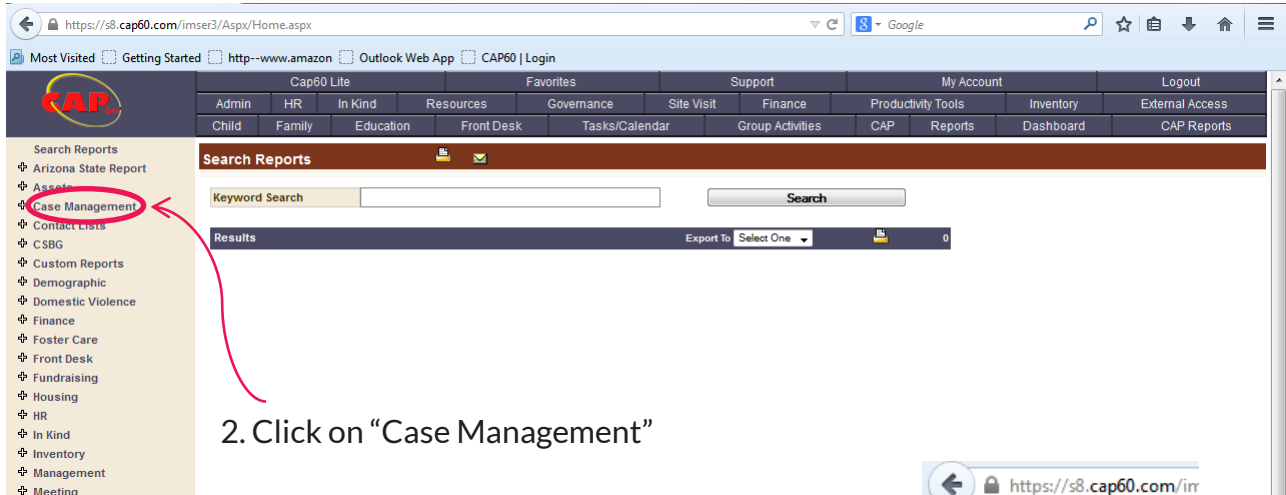 https://s8.cap60.com/imser3/Aspx/Home.aspx
Google
Most Visited Getting Started http--www.amazon Outlook Web App CAP60 | Login
CAP60
Cap60 Lite Favorites Support My Account Logout
Admin HR In Kind Resources Governance Site Visit Finance Productivity Tools Inventory External Access
Child Family Education Front Desk Tasks/Calendar Group Activities CAP Reports Dashboard CAP Reports
Search Reports
Arizona State Report
Assets
Case Management
Contact Lists
CSBG
Custom Reports
Demographic
Domestic Violence
Finance
Foster Care
Front Desk
Fundraising
Housing
HR
In Kind
Inventory
Management
Meeting
Search Reports
Keyword Search Search
Results Export To Select One 0
2. Click on “Case Management”
https://s8.cap60.com/im